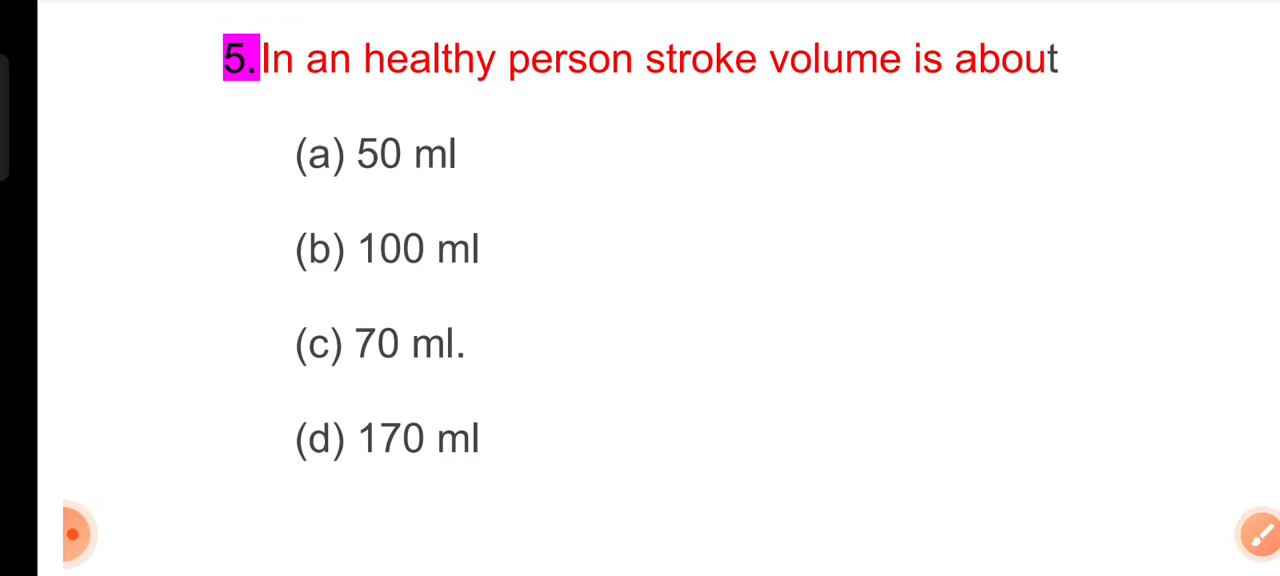 5.In an healthy person stroke volume is about
(a) 50 ml
(b) 100 ml
(c) 70 ml.
(d) 170 ml